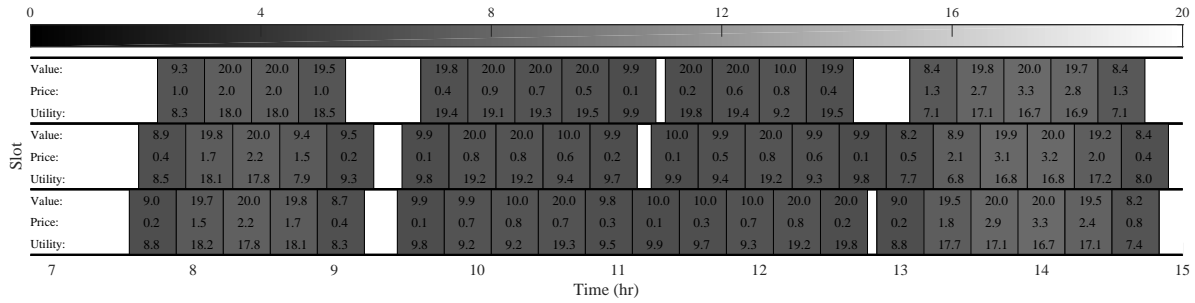 0 4 8 12 16 20
Value: 9.3 20.0 20.0 19.5 19.8 20.0 20.0 20.0 9.9 20.0 20.0 10.0 19.9 8.4 19.8 20.0 19.7 8.4
Price: 1.0 2.0 2.0 1.0 0.4 0.9 0.7 0.5 0.1 0.2 0.6 0.8 0.4 1.3 2.7 3.3 2.8 1.3
Utility: 8.3 18.0 18.0 18.5 19.4 19.1 19.3 19.5 9.9 19.8 19.4 9.2 19.5 7.1 17.1 16.7 16.9 7.1
Slot
Value: 8.9 19.8 20.0 9.4 9.5 9.9 20.0 20.0 10.0 9.9 10.0 9.9 20.0 9.9 9.9 8.2 8.9 19.9 20.0 19.2 8.4
Price: 0.4 1.7 2.2 1.5 0.2 0.1 0.8 0.8 0.6 0.2 0.1 0.5 0.8 0.6 0.1 0.5 2.1 3.1 3.2 2.0 0.4
Utility: 8.5 18.1 17.8 7.9 9.3 9.8 19.2 19.2 9.4 9.7 9.9 9.4 19.2 9.3 9.8 7.7 6.8 16.8 16.8 17.2 8.0
Value: 9.0 19.7 20.0 19.8 8.7 9.9 9.9 10.0 20.0 9.8 10.0 10.0 10.0 20.0 20.0 9.0 19.5 20.0 20.0 19.5 8.2
Price: 0.2 1.5 2.2 1.7 0.4 0.1 0.7 0.8 0.7 0.3 0.1 0.3 0.7 0.8 0.2 0.2 1.8 2.9 3.3 2.4 0.8
Utility: 8.8 18.2 17.8 18.1 8.3 9.8 9.2 9.2 19.3 9.5 9.9 9.7 9.3 19.2 19.8 8.8 17.7 17.1 16.7 17.1 7.4
7 8 9 10 11 12 13 14 15
Time (hr)